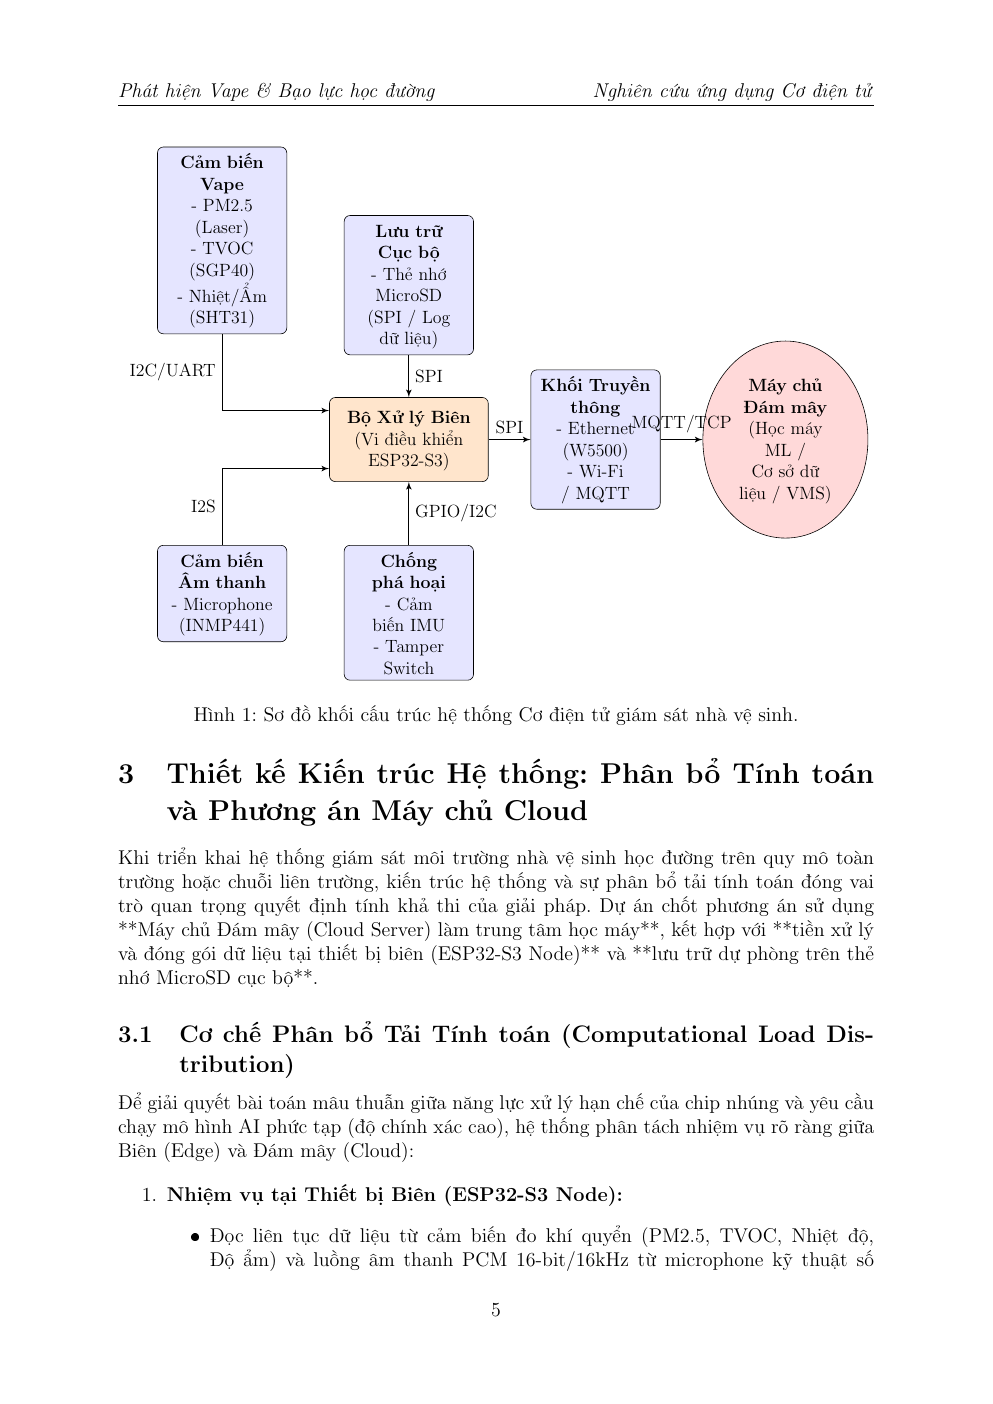 Phát hiện Vape & Bạo lực học đường
Nghiên cứu ứng dụng Cơ điện tử
Cảm biến
Vape
- PM2.5
(Laser)
- TVOC
(SGP40)
- Nhiệt/Ẩm
(SHT31)
Lưu trữ
Cục bộ
- Thẻ nhớ
MicroSD
(SPI / Log
dữ liệu)
I2C/UART
SPI
Bộ Xử lý Biên
(Vi điều khiển
ESP32-S3)
SPI
Khối Truyền
thông
- Ethernet
(W5500)
- Wi-Fi
/ MQTT
MQTT/TCP
Máy chủ
Đám mây
(Học máy
ML /
Cơ sở dữ
liệu / VMS)
I2S
GPIO/I2C
Cảm biến
Âm thanh
- Microphone
(INMP441)
Chống
phá hoại
- Cảm
biến IMU
- Tamper
Switch
Hình 1: Sơ đồ khối cấu trúc hệ thống Cơ điện tử giám sát nhà vệ sinh.
3 Thiết kế Kiến trúc Hệ thống: Phân bổ Tính toán
và Phương án Máy chủ Cloud
Khi triển khai hệ thống giám sát môi trường nhà vệ sinh học đường trên quy mô toàn
trường hoặc chuỗi liên trường, kiến trúc hệ thống và sự phân bổ tải tính toán đóng vai
trò quan trọng quyết định tính khả thi của giải pháp. Dự án chốt phương án sử dụng
**Máy chủ Đám mây (Cloud Server) làm trung tâm học máy**, kết hợp với **tiền xử lý
và đóng gói dữ liệu tại thiết bị biên (ESP32-S3 Node)** và **lưu trữ dự phòng trên thẻ
nhớ MicroSD cục bộ**.
3.1 Cơ chế Phân bổ Tải Tính toán (Computational Load Dis-
tribution)
Để giải quyết bài toán mâu thuẫn giữa năng lực xử lý hạn chế của chip nhúng và yêu cầu
chạy mô hình AI phức tạp (độ chính xác cao), hệ thống phân tách nhiệm vụ rõ ràng giữa
Biên (Edge) và Đám mây (Cloud):
1. Nhiệm vụ tại Thiết bị Biên (ESP32-S3 Node):
• Đọc liên tục dữ liệu từ cảm biến đo khí quyển (PM2.5, TVOC, Nhiệt độ,
Độ ẩm) và luồng âm thanh PCM 16-bit/16kHz từ microphone kỹ thuật số
5